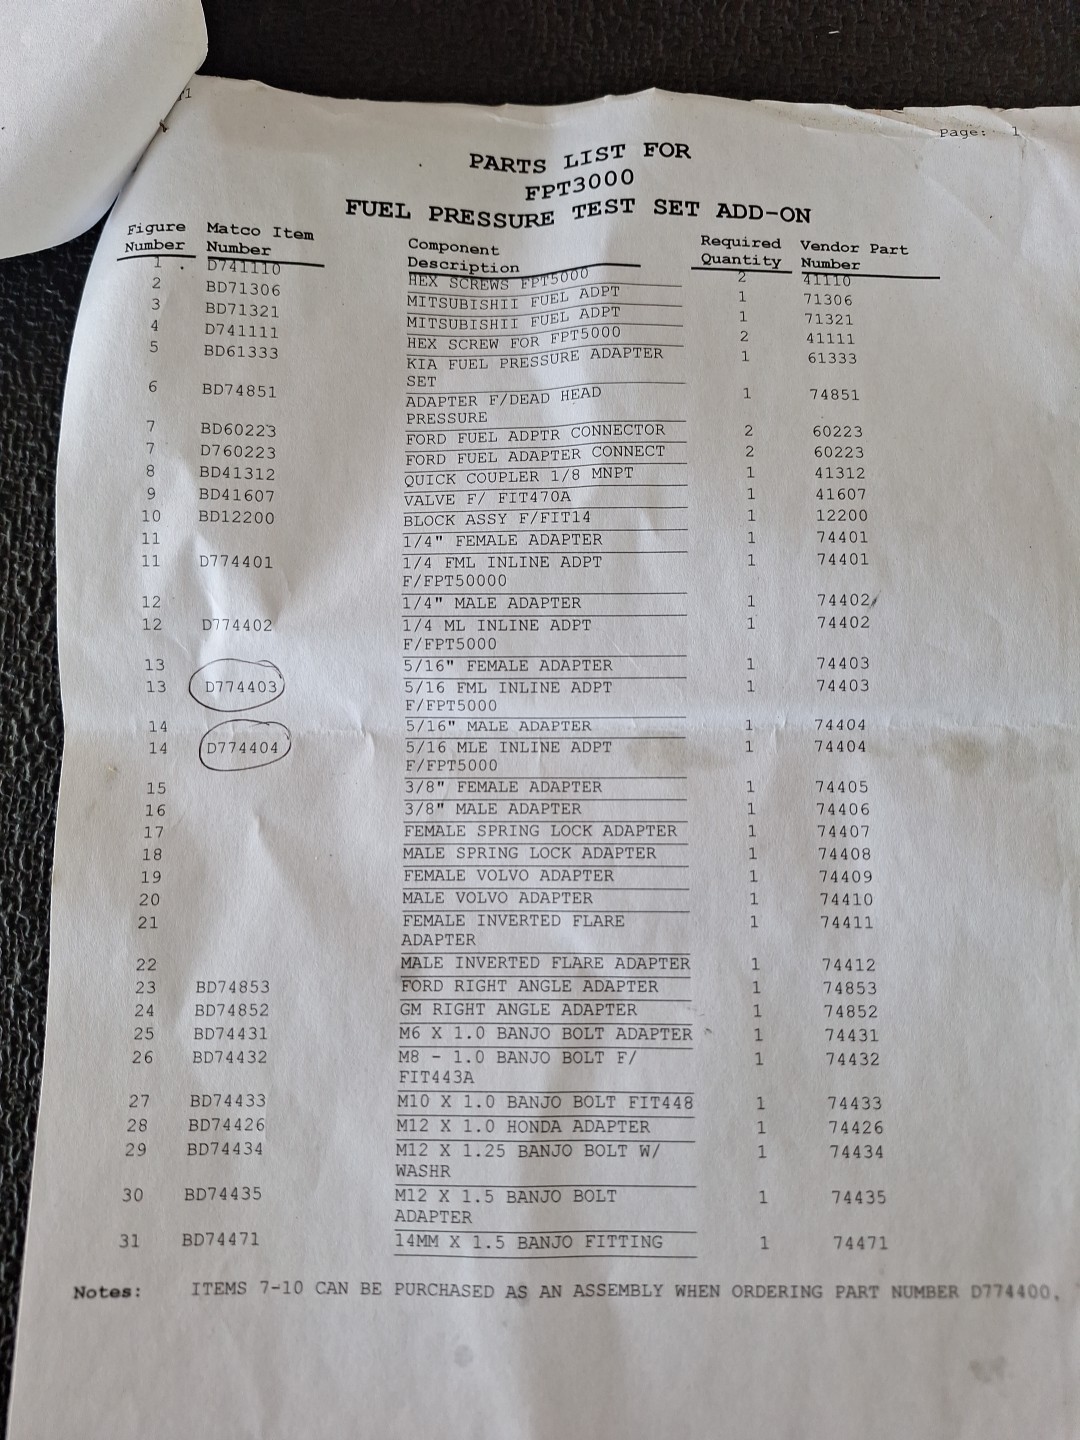 Page: 1
PARTS LIST FOR
FPT3000
FUEL PRESSURE TEST SET ADD-ON
Figure Number Matco Item Number Component Description Required Quantity Vendor Part Number
1 D741110 HEX SCREWS FPT5000 2 41110
2 BD71306 MITSUBISHII FUEL ADPT 1 71306
3 BD71321 MITSUBISHII FUEL ADPT 1 71321
4 D741111 HEX SCREW FOR FPT5000 2 41111
5 BD61333 KIA FUEL PRESSURE ADAPTER 1 61333
SET
6 BD74851 ADAPTER F/DEAD HEAD 1 74851
PRESSURE
7 BD60223 FORD FUEL ADPTR CONNECTOR 2 60223
7 D760223 FORD FUEL ADAPTER CONNECT 2 60223
8 BD41312 QUICK COUPLER 1/8 MNPT 1 41312
9 BD41607 VALVE F/ FIT470A 1 41607
10 BD12200 BLOCK ASSY F/FIT14 1 12200
11 1/4" FEMALE ADAPTER 1 74401
11 D774401 1/4 FML INLINE ADPT 1 74401
F/FPT50000
12 1/4" MALE ADAPTER 1 74402
12 D774402 1/4 ML INLINE ADPT 1 74402
F/FPT5000
13 5/16" FEMALE ADAPTER 1 74403
13 D774403 5/16 FML INLINE ADPT 1 74403
F/FPT5000
14 5/16" MALE ADAPTER 1 74404
14 D774404 5/16 MLE INLINE ADPT 1 74404
F/FPT5000
15 3/8" FEMALE ADAPTER 1 74405
16 3/8" MALE ADAPTER 1 74406
17 FEMALE SPRING LOCK ADAPTER 1 74407
18 MALE SPRING LOCK ADAPTER 1 74408
19 FEMALE VOLVO ADAPTER 1 74409
20 MALE VOLVO ADAPTER 1 74410
21 FEMALE INVERTED FLARE 1 74411
ADAPTER
22 MALE INVERTED FLARE ADAPTER 1 74412
23 BD74853 FORD RIGHT ANGLE ADAPTER 1 74853
24 BD74852 GM RIGHT ANGLE ADAPTER 1 74852
25 BD74431 M6 X 1.0 BANJO BOLT ADAPTER 1 74431
26 BD74432 M8 - 1.0 BANJO BOLT F/ 1 74432
FIT443A
27 BD74433 M10 X 1.0 BANJO BOLT FIT448 1 74433
28 BD74426 M12 X 1.0 HONDA ADAPTER 1 74426
29 BD74434 M12 X 1.25 BANJO BOLT W/ 1 74434
WASHR
30 BD74435 M12 X 1.5 BANJO BOLT 1 74435
ADAPTER
31 BD74471 14MM X 1.5 BANJO FITTING 1 74471
Notes: ITEMS 7-10 CAN BE PURCHASED AS AN ASSEMBLY WHEN ORDERING PART NUMBER D774400.